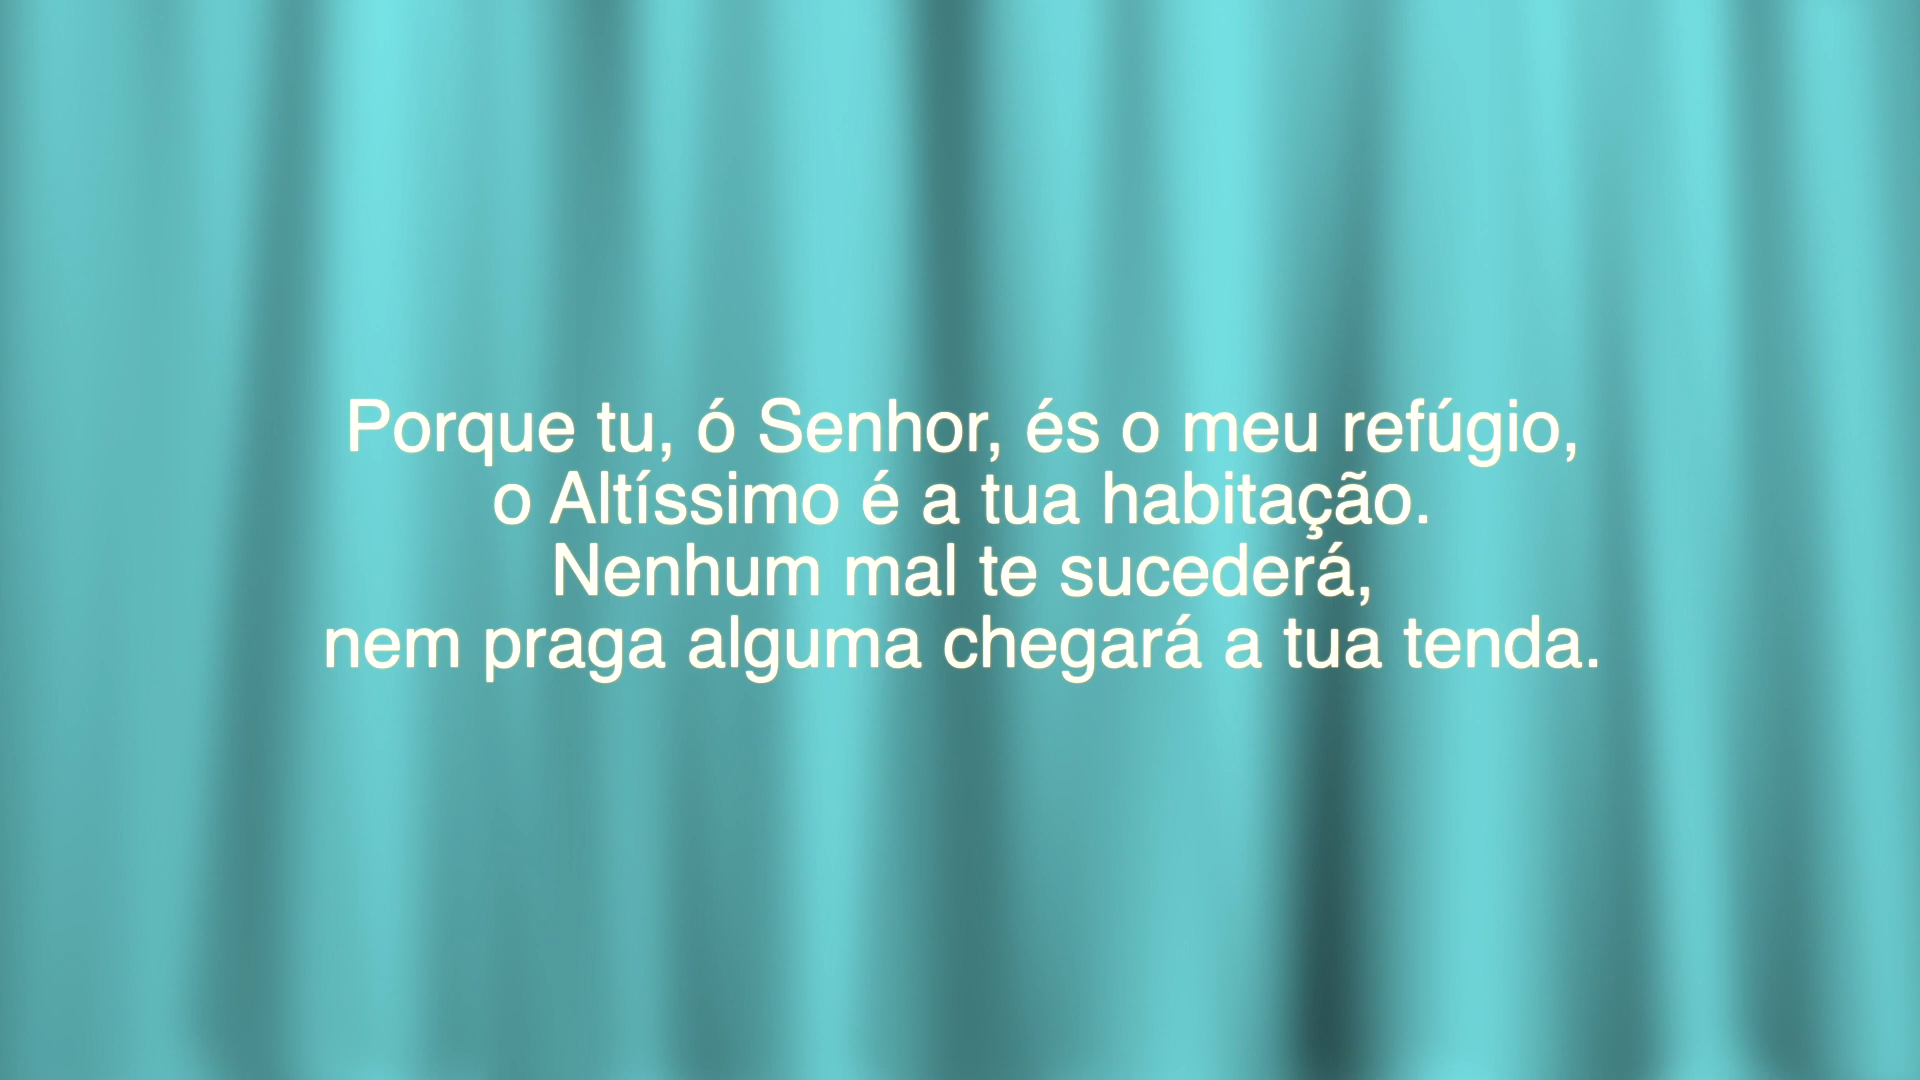 Porque tu, ó Senhor, és o meu refúgio,
o Altíssimo é a tua habitação.
Nenhum mal te sucederá,
nem praga alguma chegará a tua tenda.